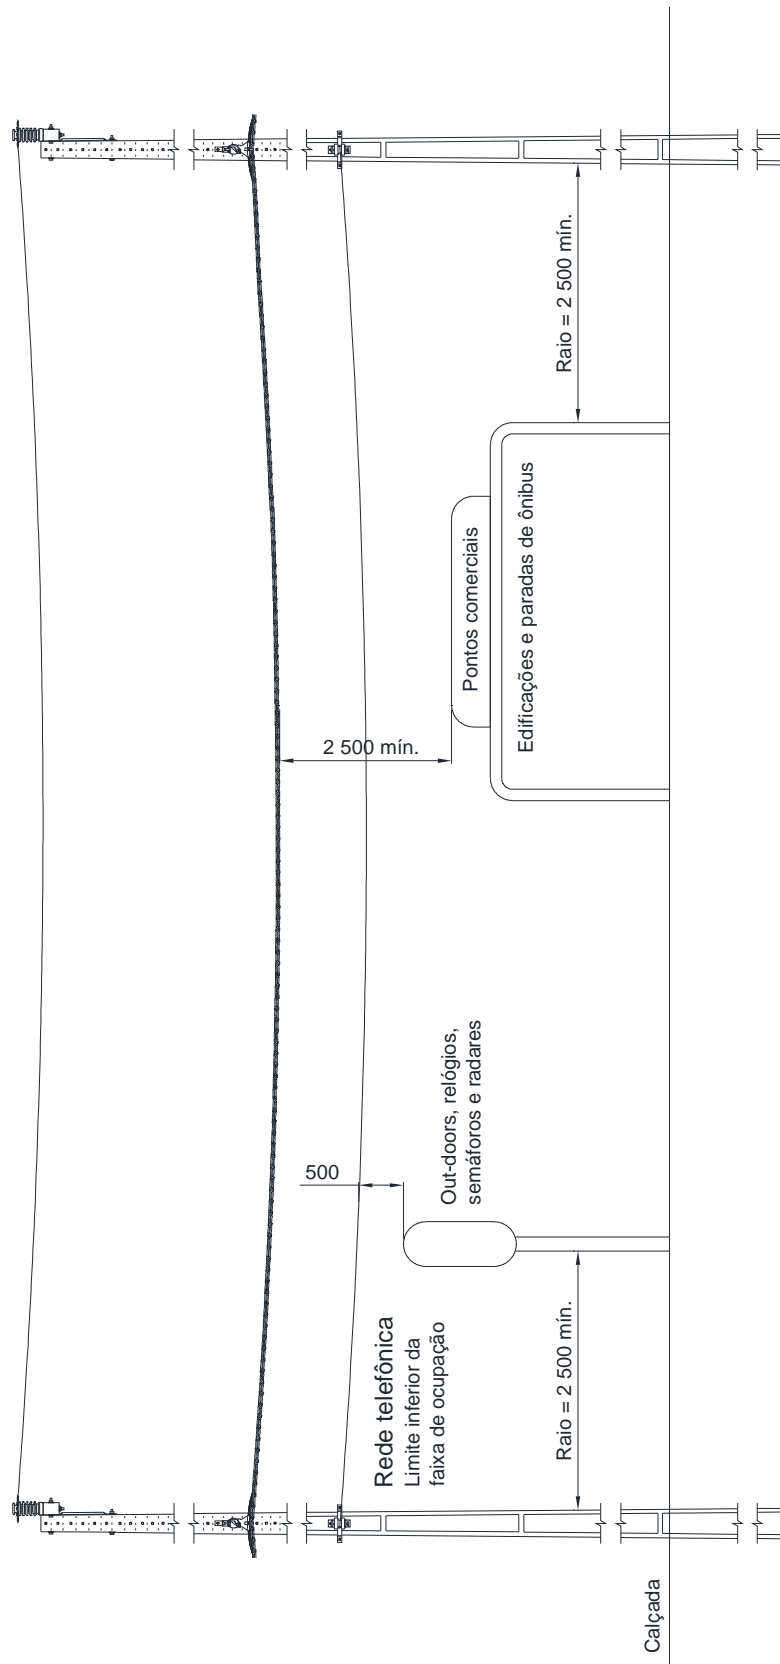 2 500 mín.
500
Rede telefônica
Limite inferior da
faixa de ocupação
Out-doors, relógios,
semáforos e radares
Pontos comerciais
Edificações e paradas de ônibus
Raio = 2 500 mín.
Raio = 2 500 mín.
Calçada